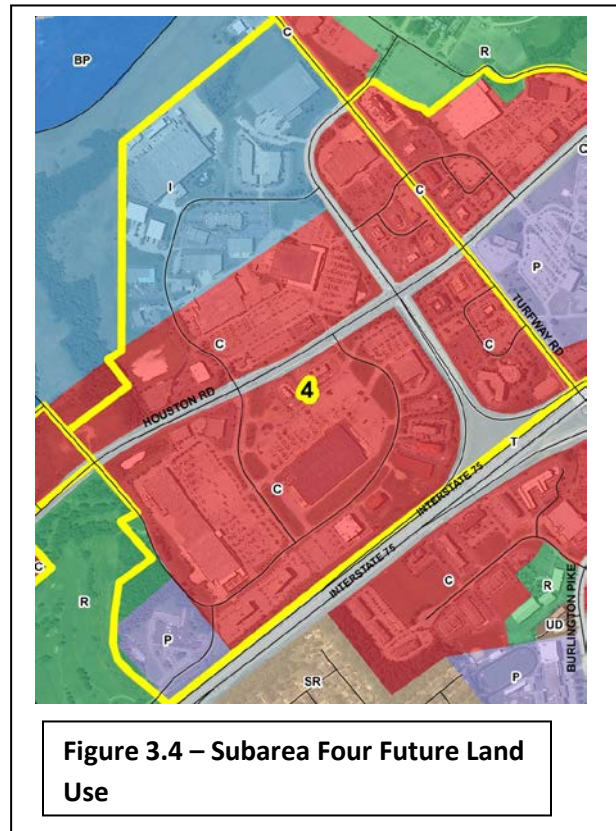 C
R
BP
C
I
C
P
TURFWAY RD
C
C
4
HOUSTON RD
T
C
INTERSTATE 75
INTERSTATE 75
C
R
C
R
BURLINGTON PIKE
UD
P
SR
P
Figure 3.4 – Subarea Four Future Land
Use